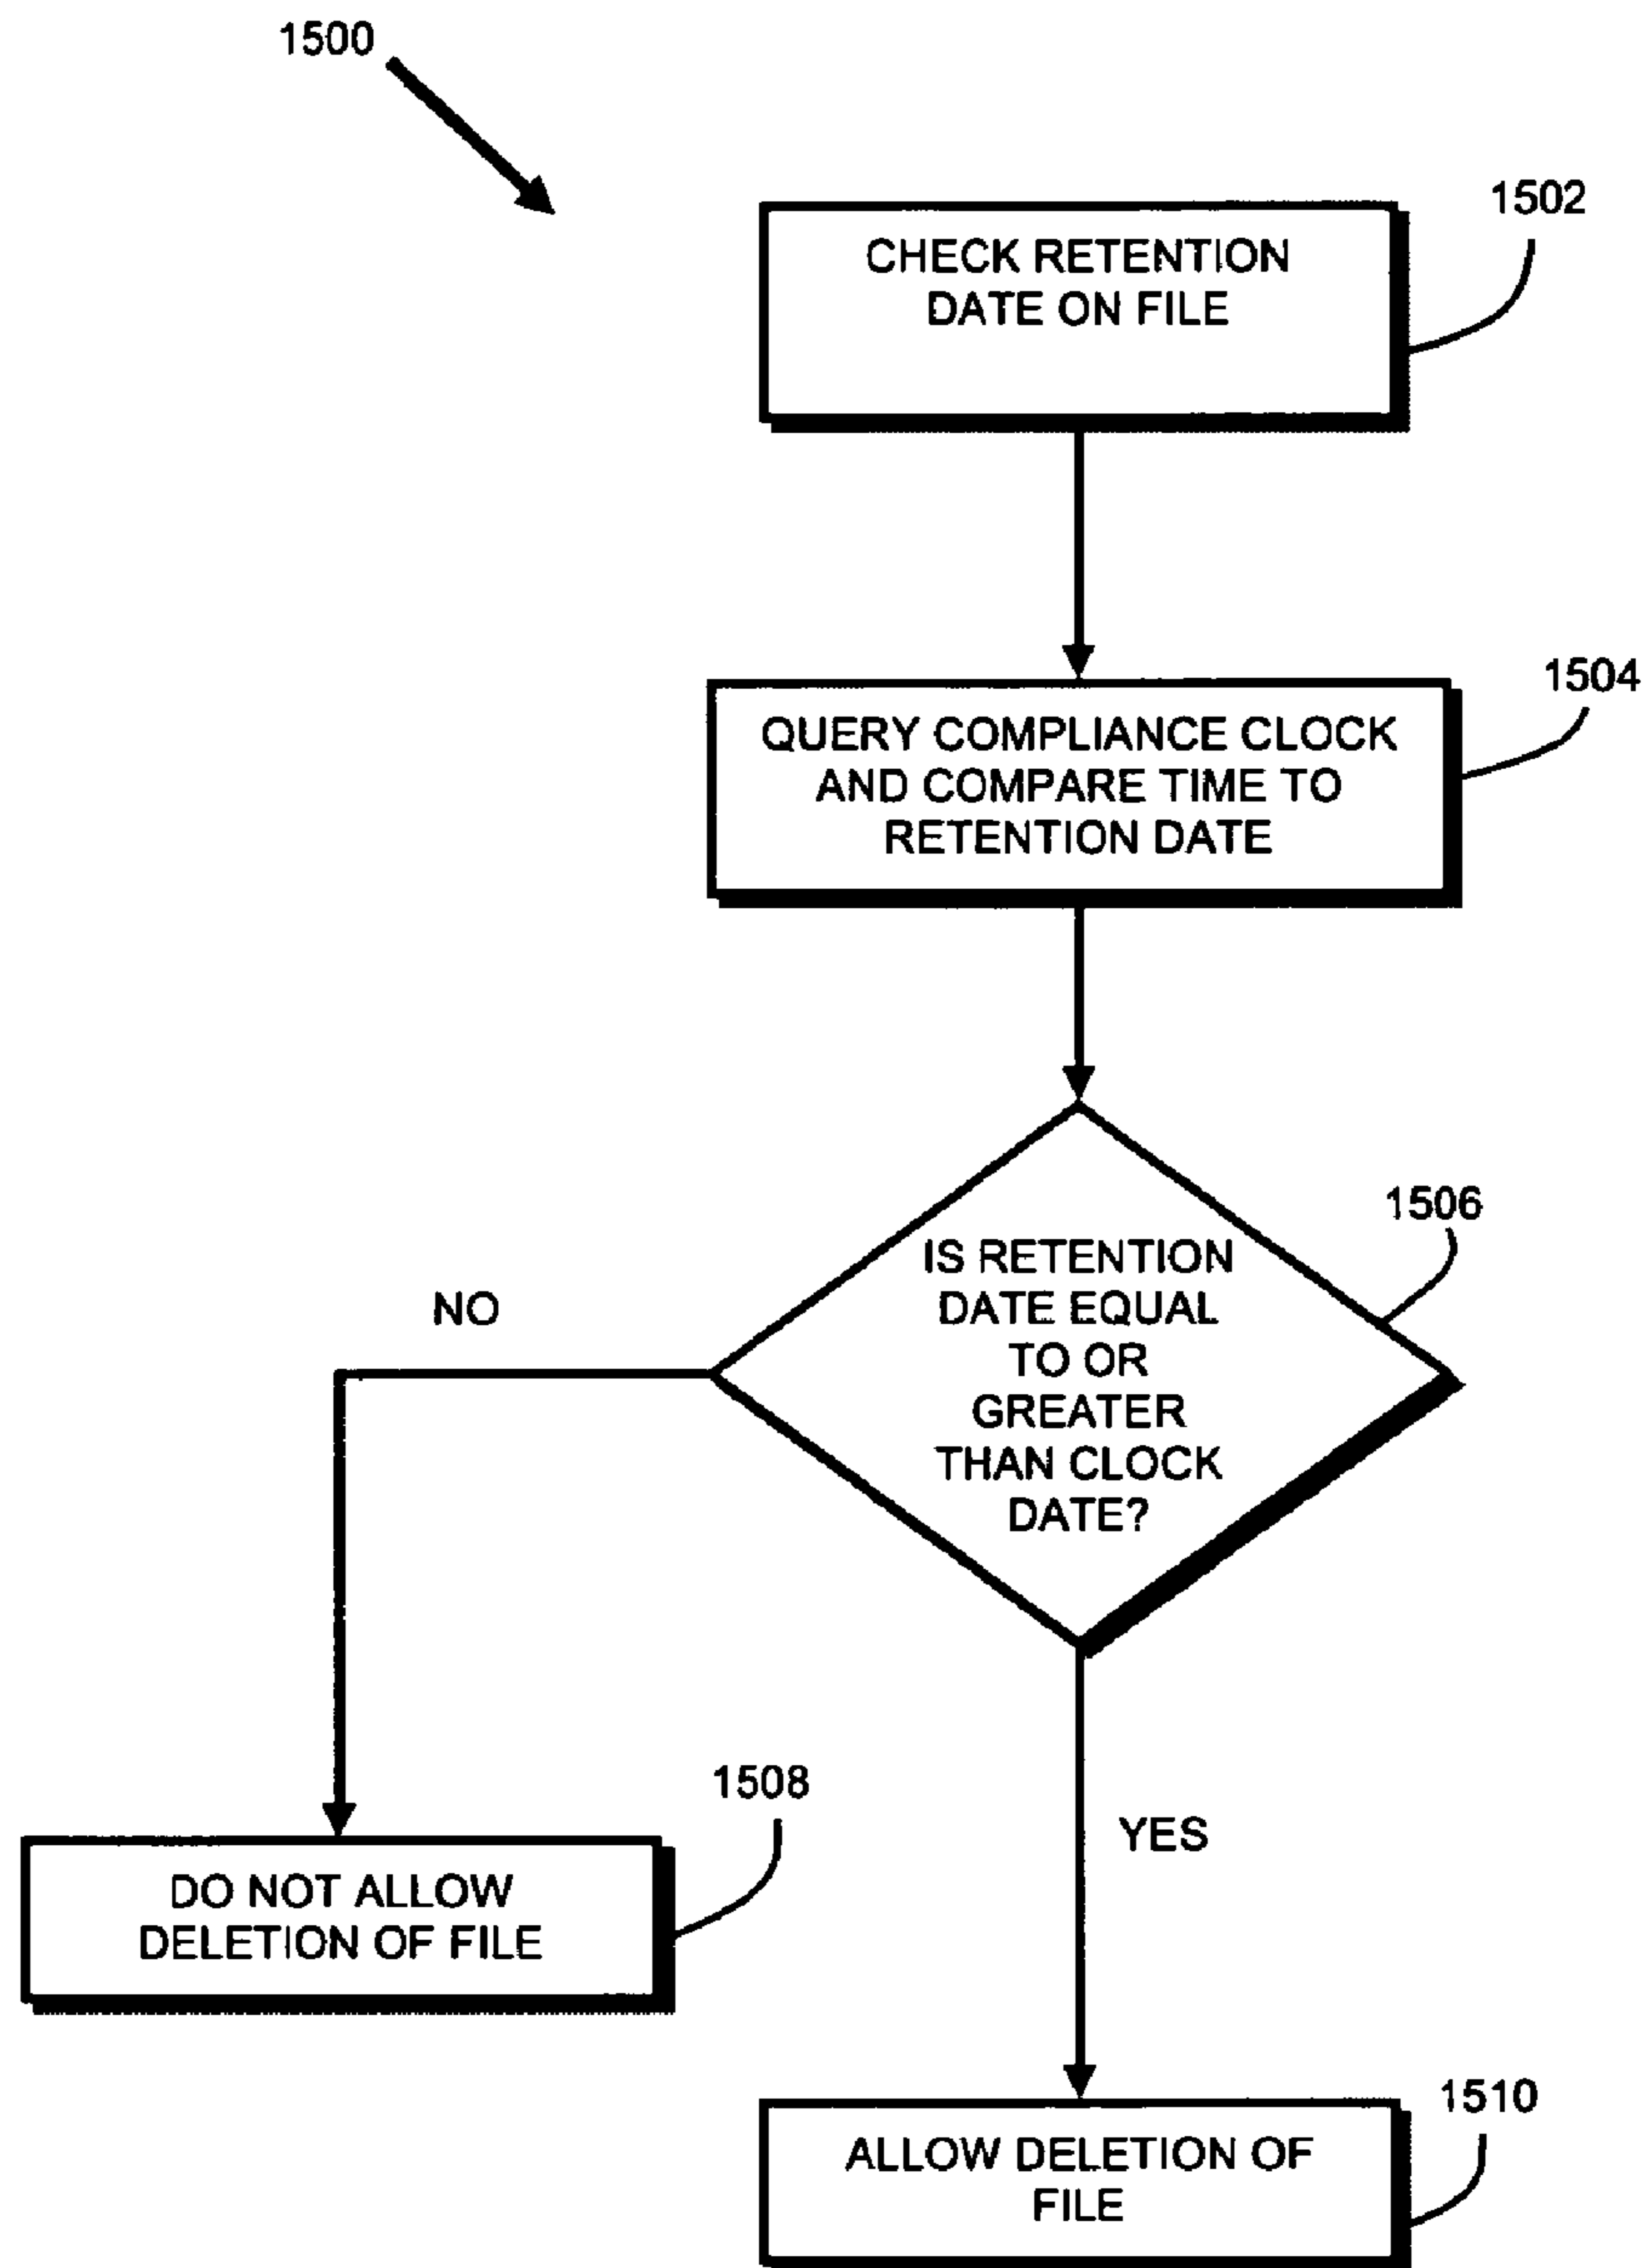 1500
1502
CHECK RETENTION
DATE ON FILE
1504
QUERY COMPLIANCE CLOCK
AND COMPARE TIME TO
RETENTION DATE
1506
IS RETENTION
DATE EQUAL
TO OR
GREATER
THAN CLOCK
DATE?
NO
YES
1508
DO NOT ALLOW
DELETION OF FILE
1510
ALLOW DELETION OF
FILE